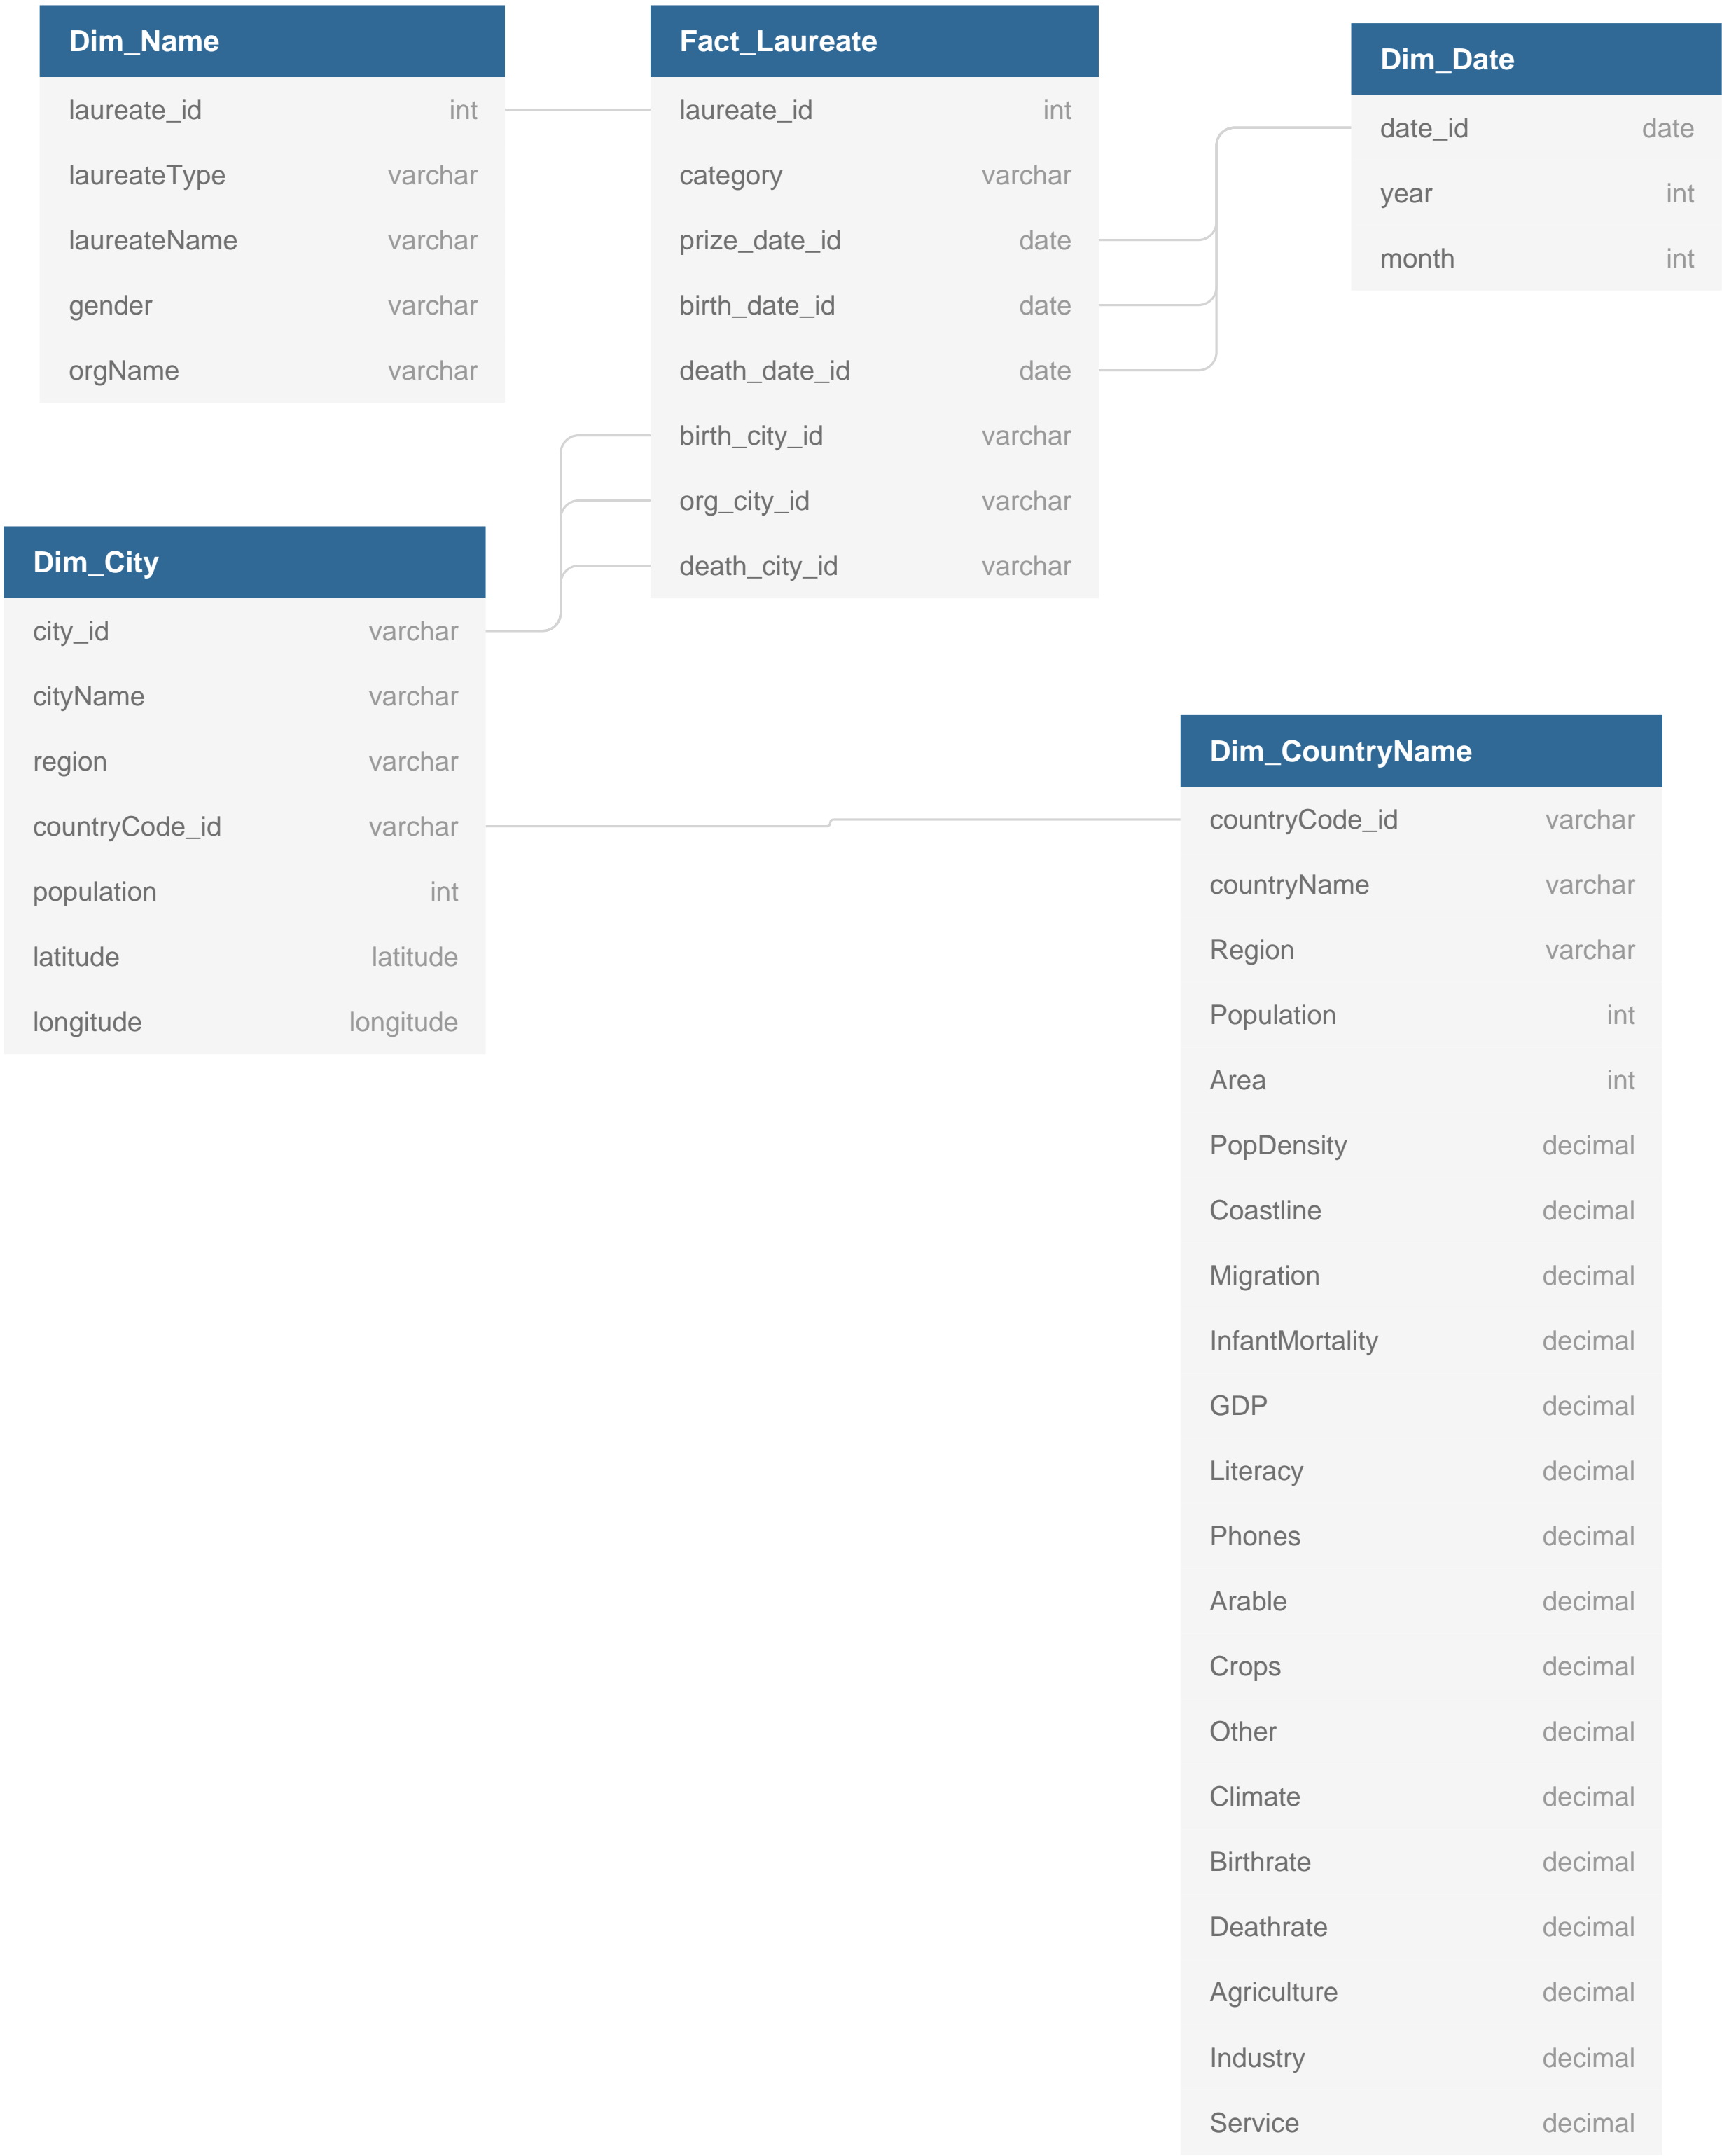 Dim_Name
laureate_id int
laureateType varchar
laureateName varchar
gender varchar
orgName varchar
Fact_Laureate
laureate_id int
category varchar
prize_date_id date
birth_date_id date
death_date_id date
birth_city_id varchar
org_city_id varchar
death_city_id varchar
Dim_Date
date_id date
year int
month int
Dim_City
city_id varchar
cityName varchar
region varchar
countryCode_id varchar
population int
latitude latitude
longitude longitude
Dim_CountryName
countryCode_id varchar
countryName varchar
Region varchar
Population int
Area int
PopDensity decimal
Coastline decimal
Migration decimal
InfantMortality decimal
GDP decimal
Literacy decimal
Phones decimal
Arable decimal
Crops decimal
Other decimal
Climate decimal
Birthrate decimal
Deathrate decimal
Agriculture decimal
Industry decimal
Service decimal